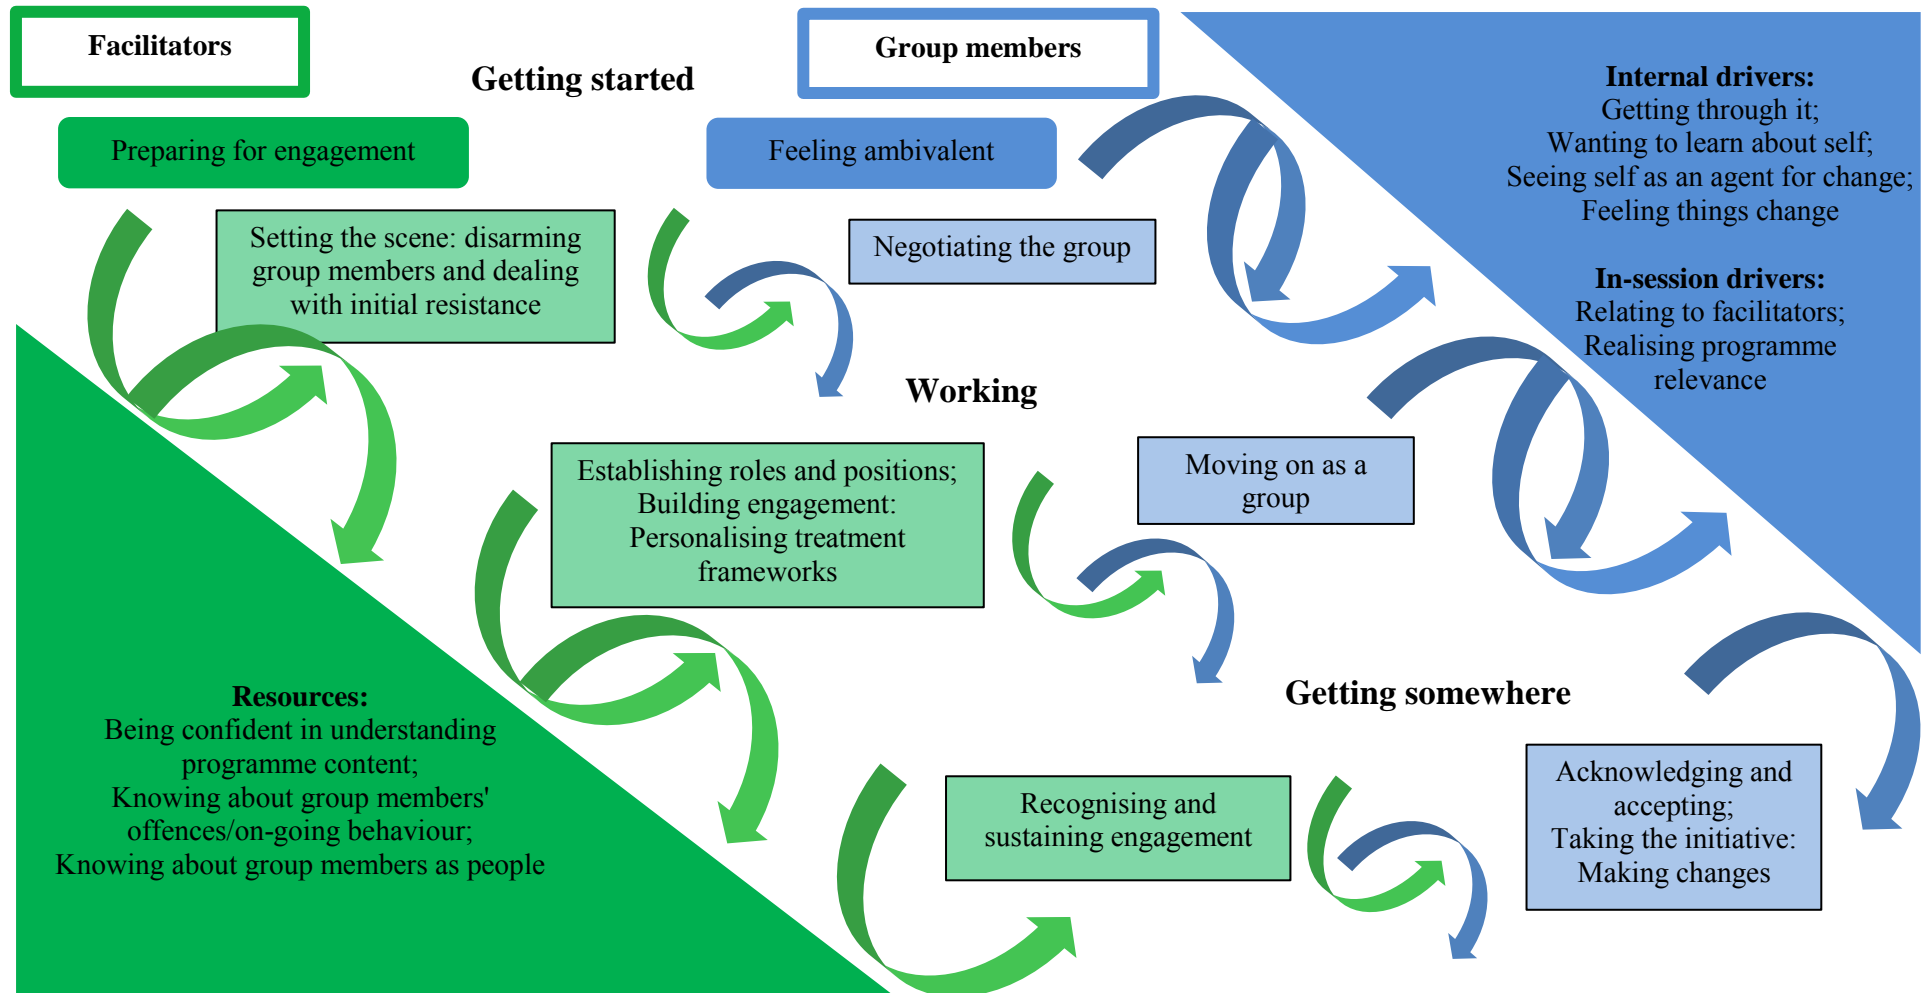 Facilitators
Getting started
Group members
Preparing for engagement
Feeling ambivalent
Internal drivers:
Getting through it;
Wanting to learn about self;
Seeing self as an agent for change;
Feeling things change
In-session drivers:
Relating to facilitators;
Realising programme
relevance
Setting the scene: disarming
group members and dealing
with initial resistance
Negotiating the group
Working
Establishing roles and positions;
Building engagement:
Personalising treatment
frameworks
Moving on as a
group
Resources:
Being confident in understanding
programme content;
Knowing about group members'
offences/on-going behaviour;
Knowing about group members as people
Getting somewhere
Recognising and
sustaining engagement
Acknowledging and
accepting;
Taking the initiative:
Making changes